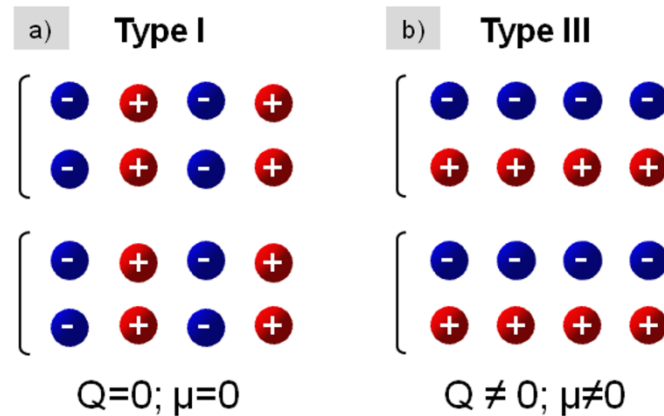 a) Type I
- + - +
- + - +
- + - +
- + - +
Q=0; μ=0
b) Type III
- - - -
+ + + +
- - - -
+ + + +
Q ≠ 0; μ≠0